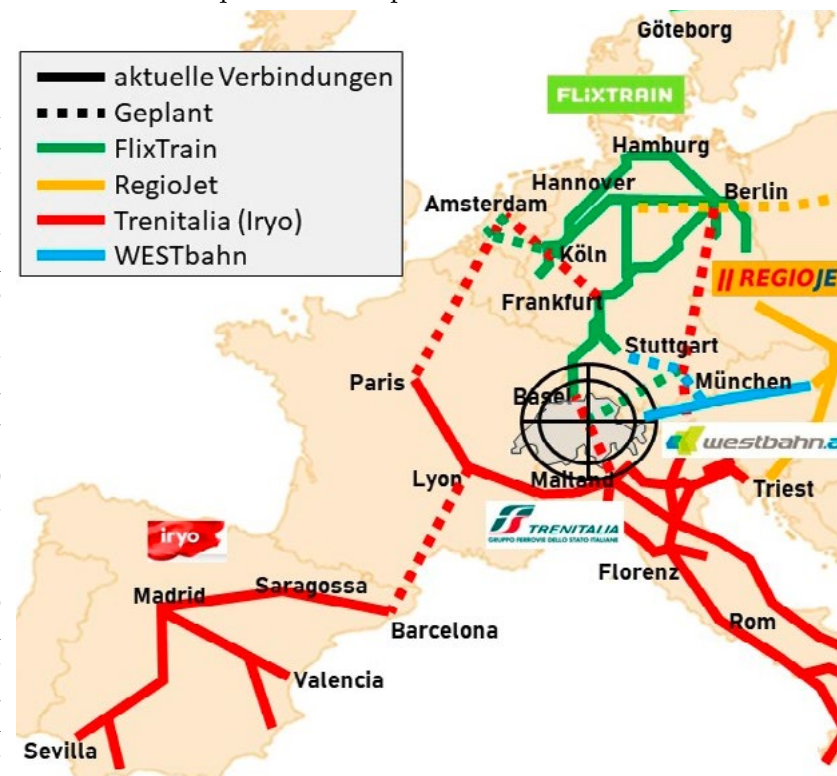 Göteborg
aktuelle Verbindungen
Geplant
FlixTrain
RegioJet
Trenitalia (Iryo)
WESTbahn
FLiXTRAIN
Hamburg
Hannover
Berlin
Amsterdam
Köln
REGIOJE
Frankfurt
Stuttgart
Paris
München
Basel
westbahn.a
Lyon
Mailand
Triest
TRENITALIA
GRUPPO FERROVIE DELLO STATO ITALIANE
iryo
Florenz
Saragossa
Madrid
Rom
Barcelona
Valencia
Sevilla